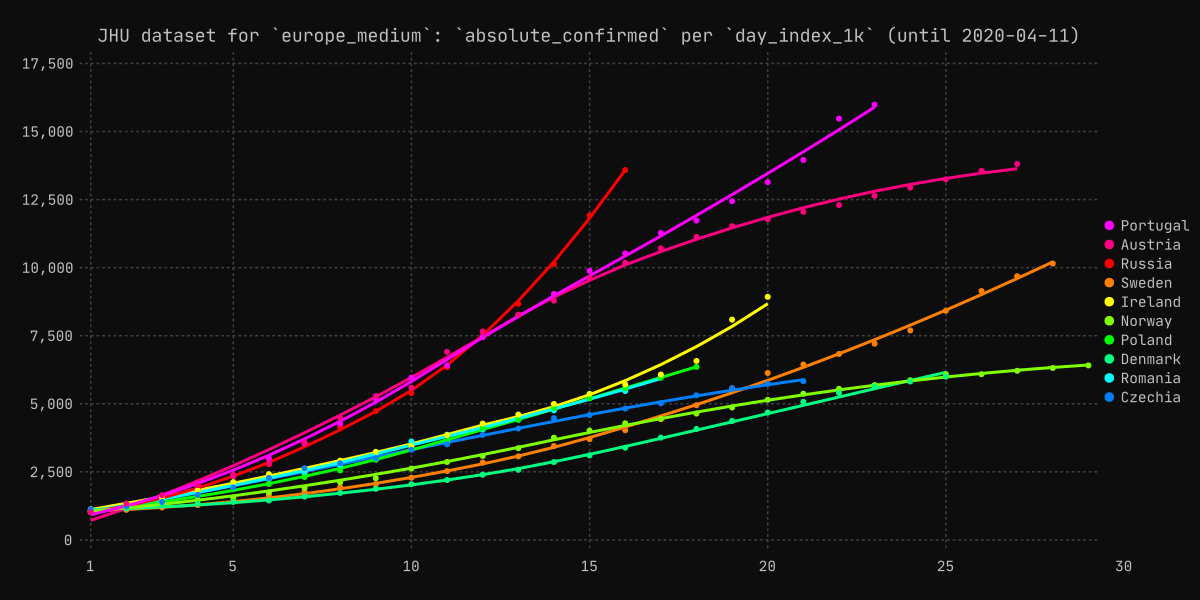 JHU dataset for `europe_medium`: `absolute_confirmed` per `day_index_1k` (until 2020-04-11)
17,500
15,000
12,500
10,000
7,500
5,000
2,500
0
1 5 10 15 20 25 30
Portugal
Austria
Russia
Sweden
Ireland
Norway
Poland
Denmark
Romania
Czechia